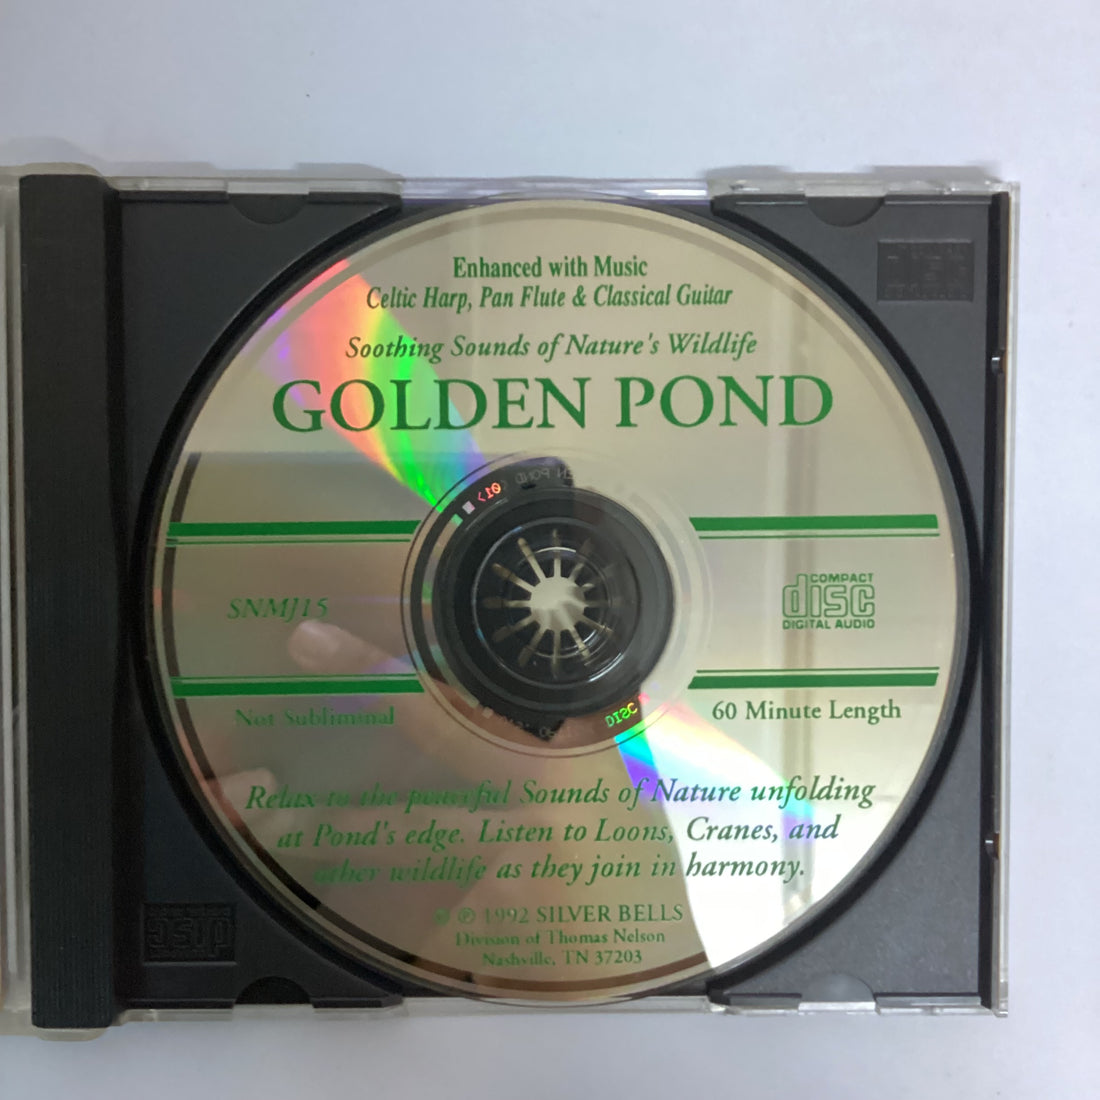 Enhanced with Music
Celtic Harp, Pan Flute & Classical Guitar
Soothing Sounds of Nature's Wildlife
GOLDEN POND
SNMJ15
COMPACT
disc
DIGITAL AUDIO
Not Subliminal
60 Minute Length
DISC
Relax to the peaceful Sounds of Nature unfolding
at Pond's edge. Listen to Loons, Cranes, and
other wildlife as they join in harmony.
© ℗ 1992 SILVER BELLS
Division of Thomas Nelson
Nashville, TN 37203